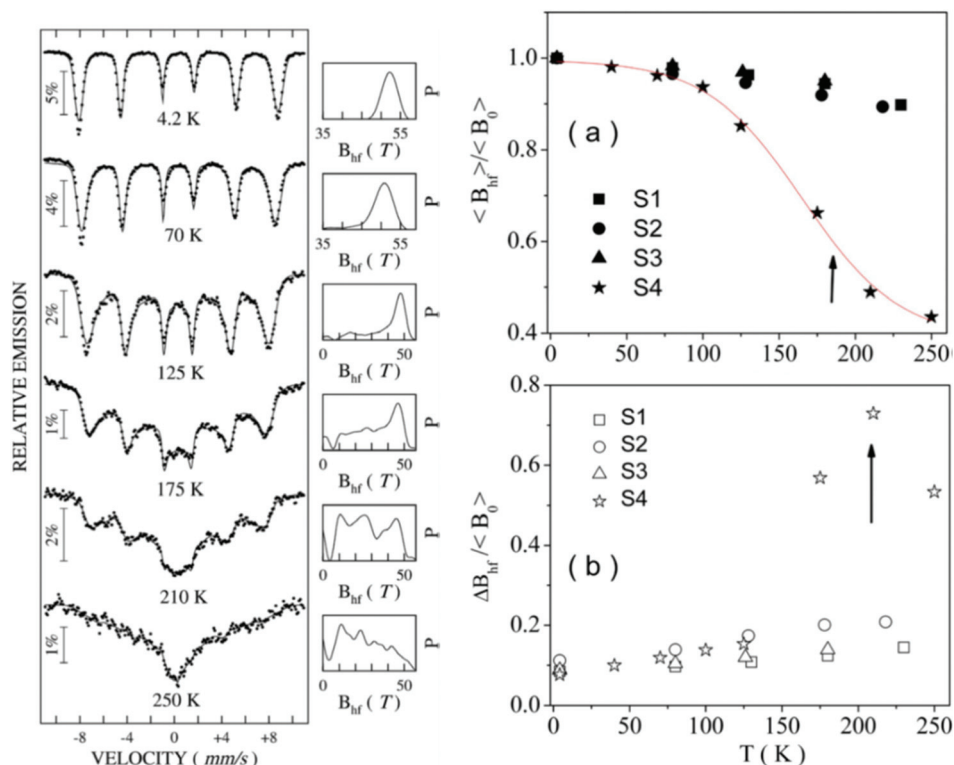 RELATIVE EMISSION
5%
4.2 K
4%
70 K
2%
125 K
1%
175 K
2%
210 K
1%
250 K
-8 -4 0 +4 +8
VELOCITY ( mm/s )
P
35 55
B_hf ( T )
P
35 55
B_hf ( T )
P
0 50
B_hf ( T )
P
0 50
B_hf ( T )
P
0 50
B_hf ( T )
P
0 50
B_hf ( T )
< B_hf >/< B_0 >
1.0
0.8
0.6
0.4
( a )
S1
S2
S3
S4
0 50 100 150 200 250
ΔB_hf / < B_0 >
0.8
0.6
0.4
0.2
0.0
S1
S2
S3
S4
( b )
0 50 100 150 200 250
T ( K )